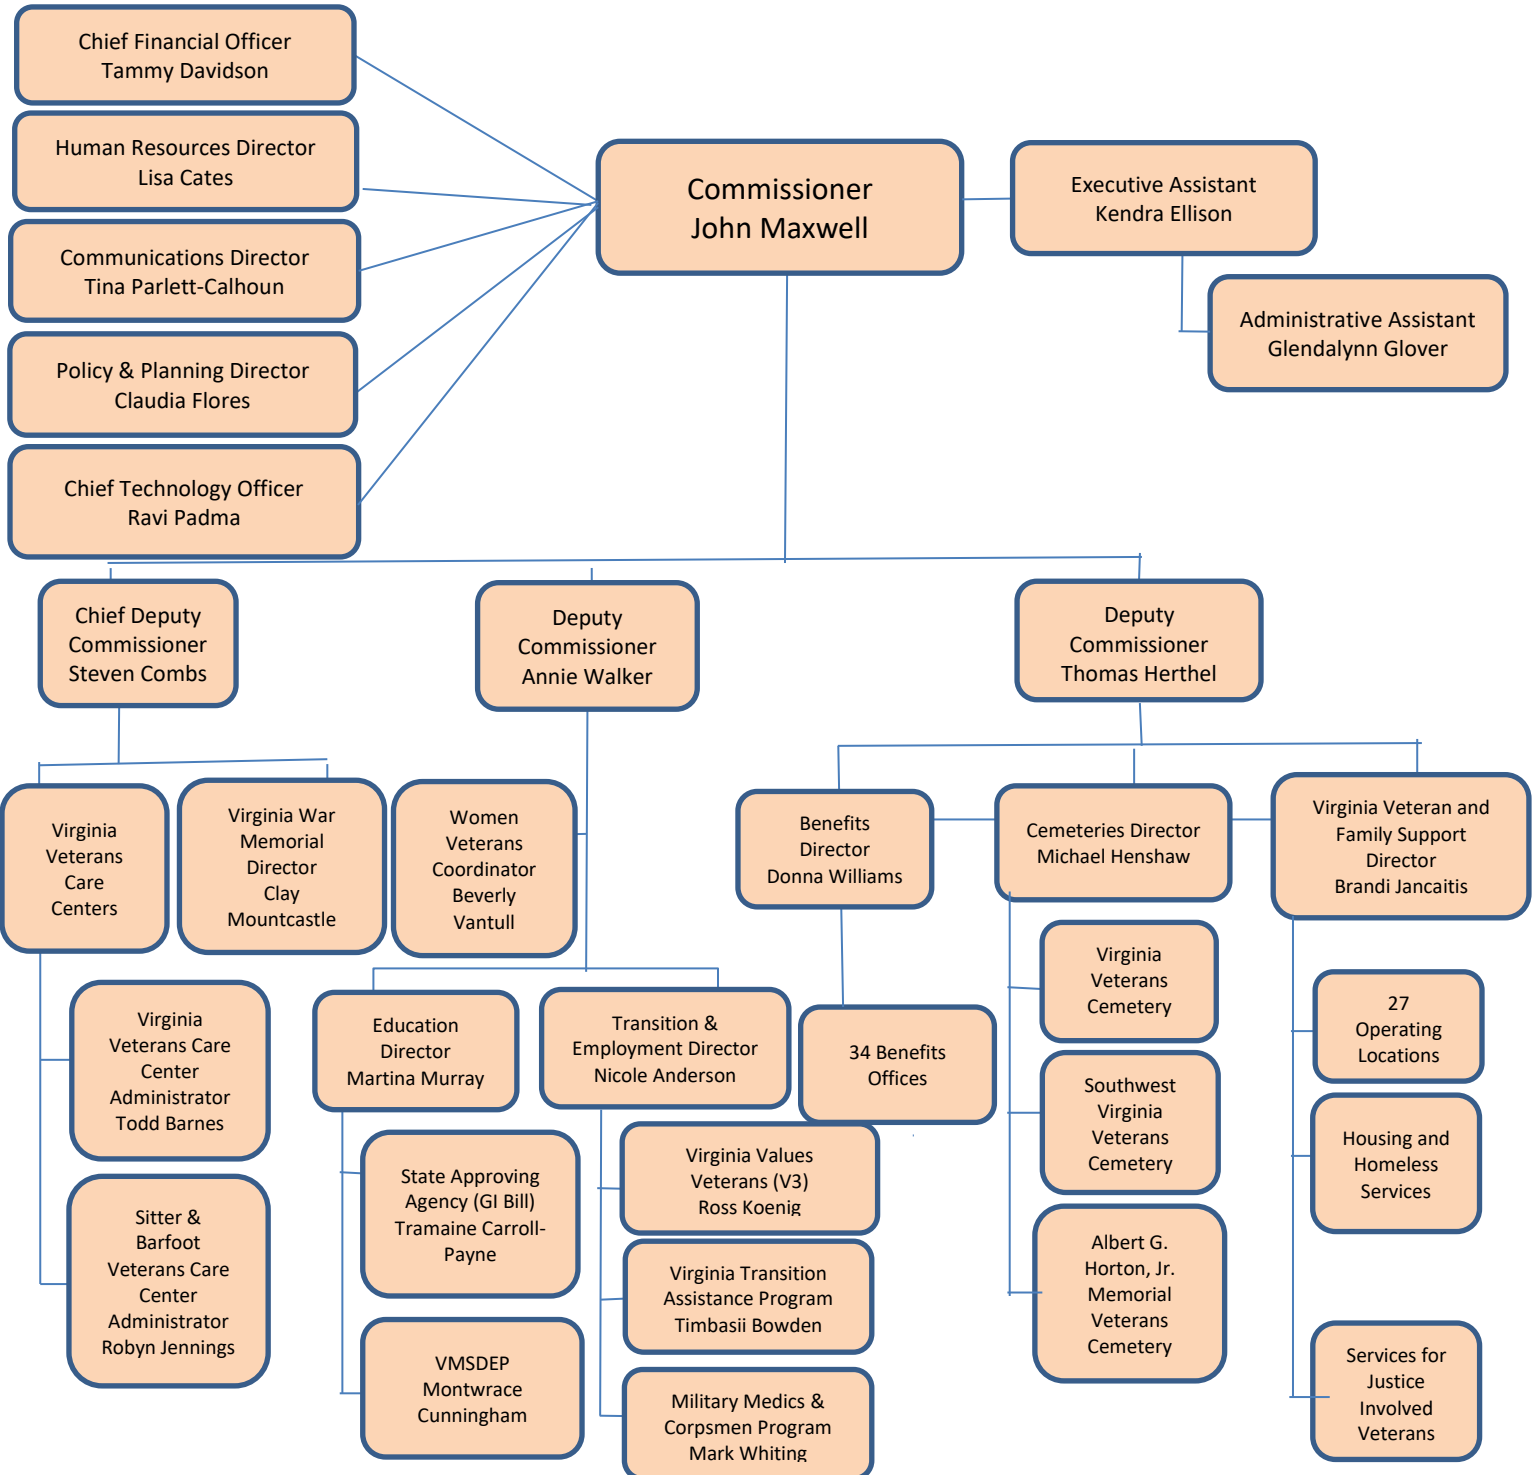 Chief Financial Officer
Tammy Davidson
Human Resources Director
Lisa Cates
Communications Director
Tina Parlett-Calhoun
Policy & Planning Director
Claudia Flores
Chief Technology Officer
Ravi Padma
Commissioner
John Maxwell
Executive Assistant
Kendra Ellison
Administrative Assistant
Glendalynn Glover
Chief Deputy
Commissioner
Steven Combs
Deputy
Commissioner
Annie Walker
Deputy
Commissioner
Thomas Herthel
Virginia
Veterans
Care
Centers
Virginia War
Memorial
Director
Clay
Mountcastle
Women
Veterans
Coordinator
Beverly
Vantull
Benefits
Director
Donna Williams
Cemeteries Director
Michael Henshaw
Virginia Veteran and
Family Support
Director
Brandi Jancaitis
Virginia
Veterans Care
Center
Administrator
Todd Barnes
Sitter &
Barfoot
Veterans Care
Center
Administrator
Robyn Jennings
Education
Director
Martina Murray
State Approving
Agency (GI Bill)
Tramaine Carroll-
Payne
VMSDEP
Montwrace
Cunningham
Transition &
Employment Director
Nicole Anderson
Virginia Values
Veterans (V3)
Ross Koenig
Virginia Transition
Assistance Program
Timbasii Bowden
Military Medics &
Corpsmen Program
Mark Whiting
34 Benefits
Offices
Virginia
Veterans
Cemetery
Southwest
Virginia
Veterans
Cemetery
Albert G.
Horton, Jr.
Memorial
Veterans
Cemetery
27
Operating
Locations
Housing and
Homeless
Services
Services for
Justice
Involved
Veterans